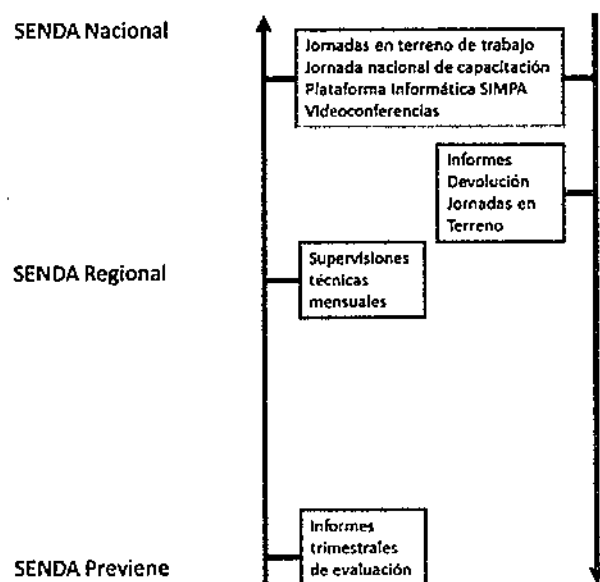 SENDA Nacional
Jornadas en terreno de trabajo
Jornada nacional de capacitación
Plataforma Informática SIMPA
Videoconferencias
Informes
Devolución
Jornadas en
Terreno
SENDA Regional
Supervisiones
técnicas
mensuales
Informes
trimestrales
de evaluación
SENDA Previene